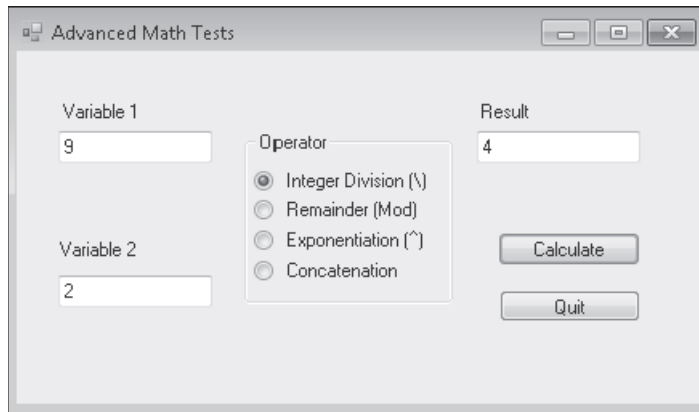 Advanced Math Tests
Variable 1
9
Operator
Integer Division (\)
Remainder (Mod)
Exponentiation (^)
Concatenation
Variable 2
2
Result
4
Calculate
Quit